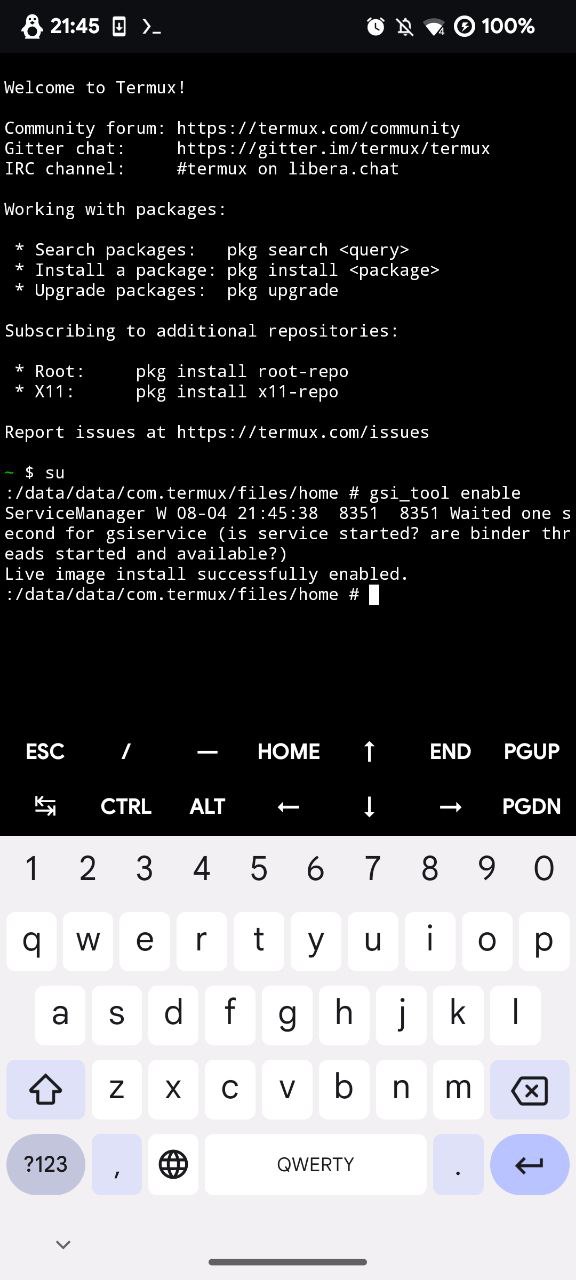 21:45 100%
Welcome to Termux!
Community forum: https://termux.com/community
Gitter chat:     https://gitter.im/termux/termux
IRC channel:     #termux on libera.chat
Working with packages:
* Search packages:   pkg search <query>
* Install a package: pkg install <package>
* Upgrade packages:  pkg upgrade
Subscribing to additional repositories:
* Root:     pkg install root-repo
* X11:      pkg install x11-repo
Report issues at https://termux.com/issues
~ $ su
:/data/data/com.termux/files/home # gsi_tool enable
ServiceManager W 08-04 21:45:38  8351  8351 Waited one s
econd for gsiservice (is service started? are binder thr
eads started and available?)
Live image install successfully enabled.
:/data/data/com.termux/files/home #
ESC / — HOME ↑ END PGUP
↹ CTRL ALT ← ↓ → PGDN
1 2 3 4 5 6 7 8 9 0
q w e r t y u i o p
a s d f g h j k l
z x c v b n m
?123 , QWERTY .